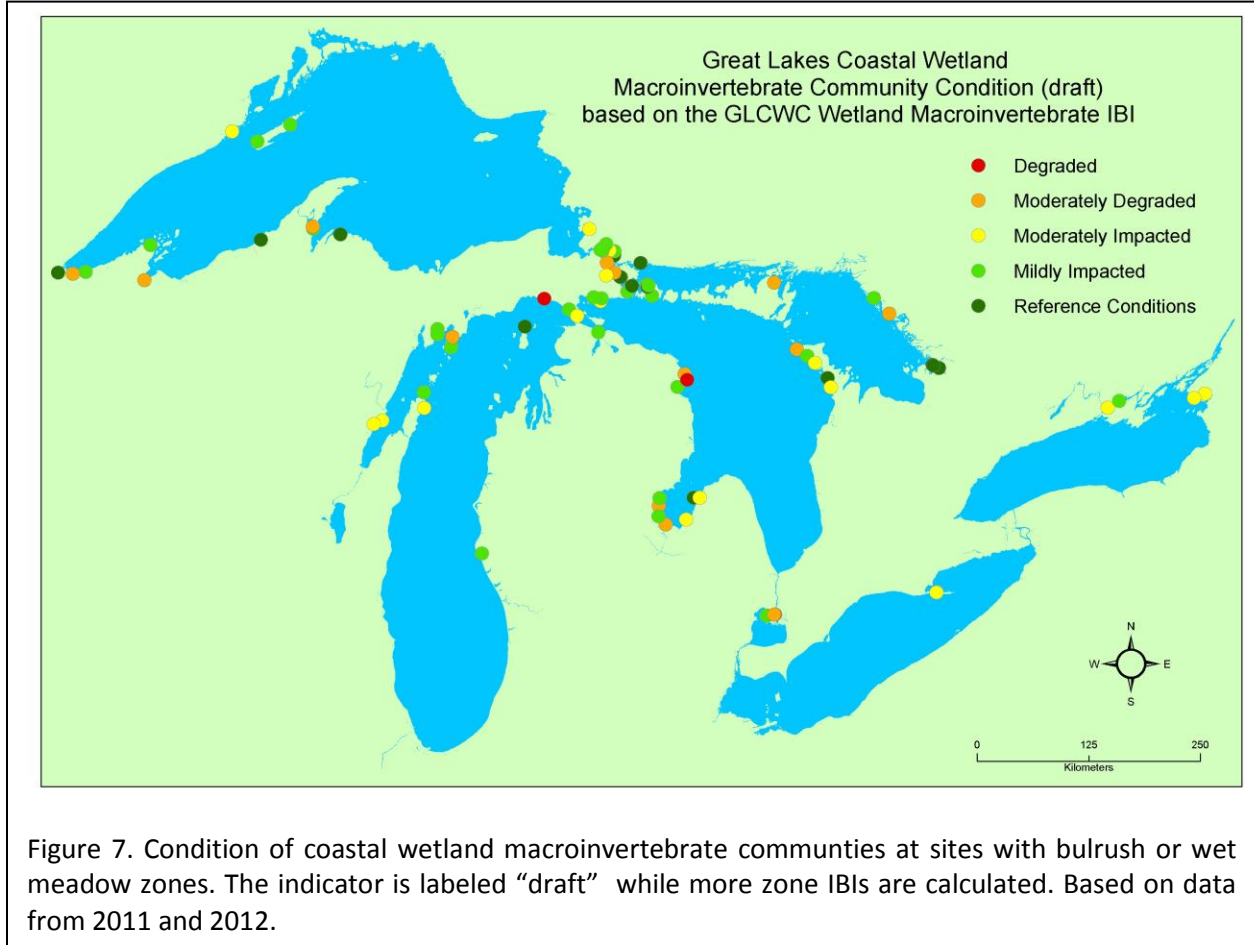 Great Lakes Coastal Wetland
Macroinvertebrate Community Condition (draft)
based on the GLCWC Wetland Macroinvertebrate IBI
Degraded
Moderately Degraded
Moderately Impacted
Mildly Impacted
Reference Conditions
N
W E
S
0 125 250
Kilometers
Figure 7. Condition of coastal wetland macroinvertebrate communties at sites with bulrush or wet
meadow zones. The indicator is labeled “draft” while more zone IBIs are calculated. Based on data
from 2011 and 2012.